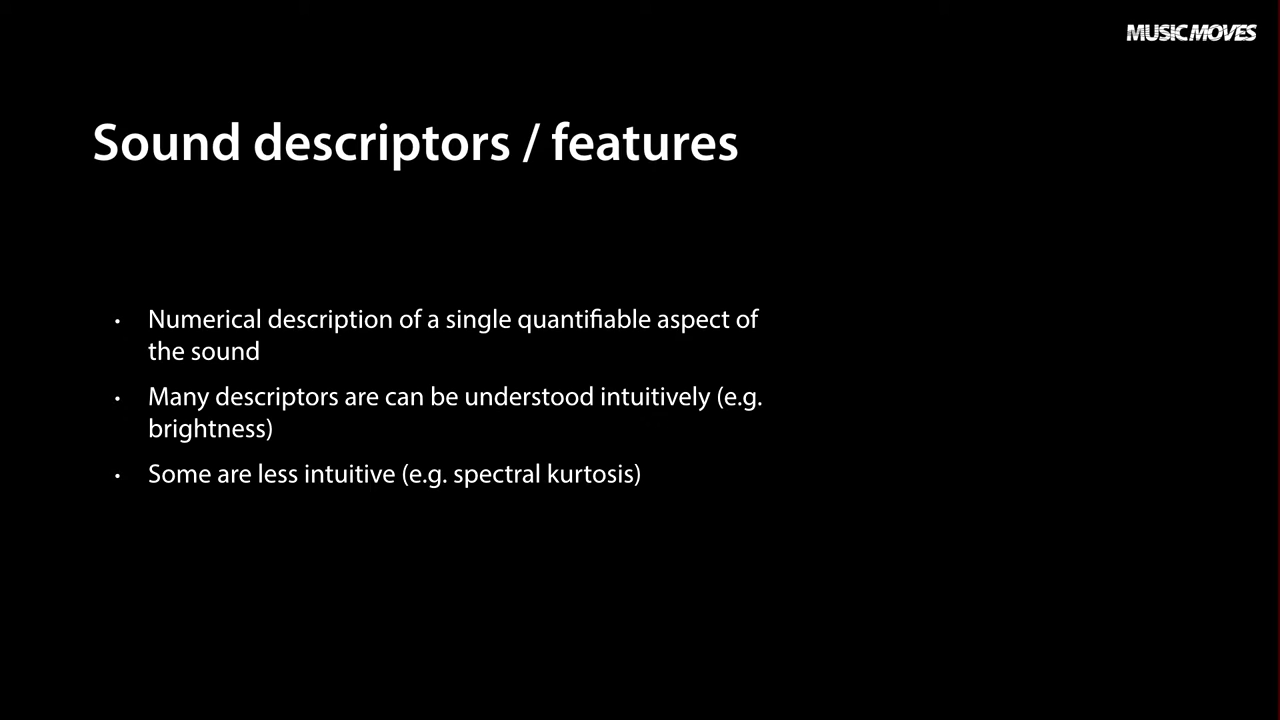 MUSIC MOVES
Sound descriptors / features
• Numerical description of a single quantifiable aspect of
the sound
• Many descriptors are can be understood intuitively (e.g.
brightness)
• Some are less intuitive (e.g. spectral kurtosis)